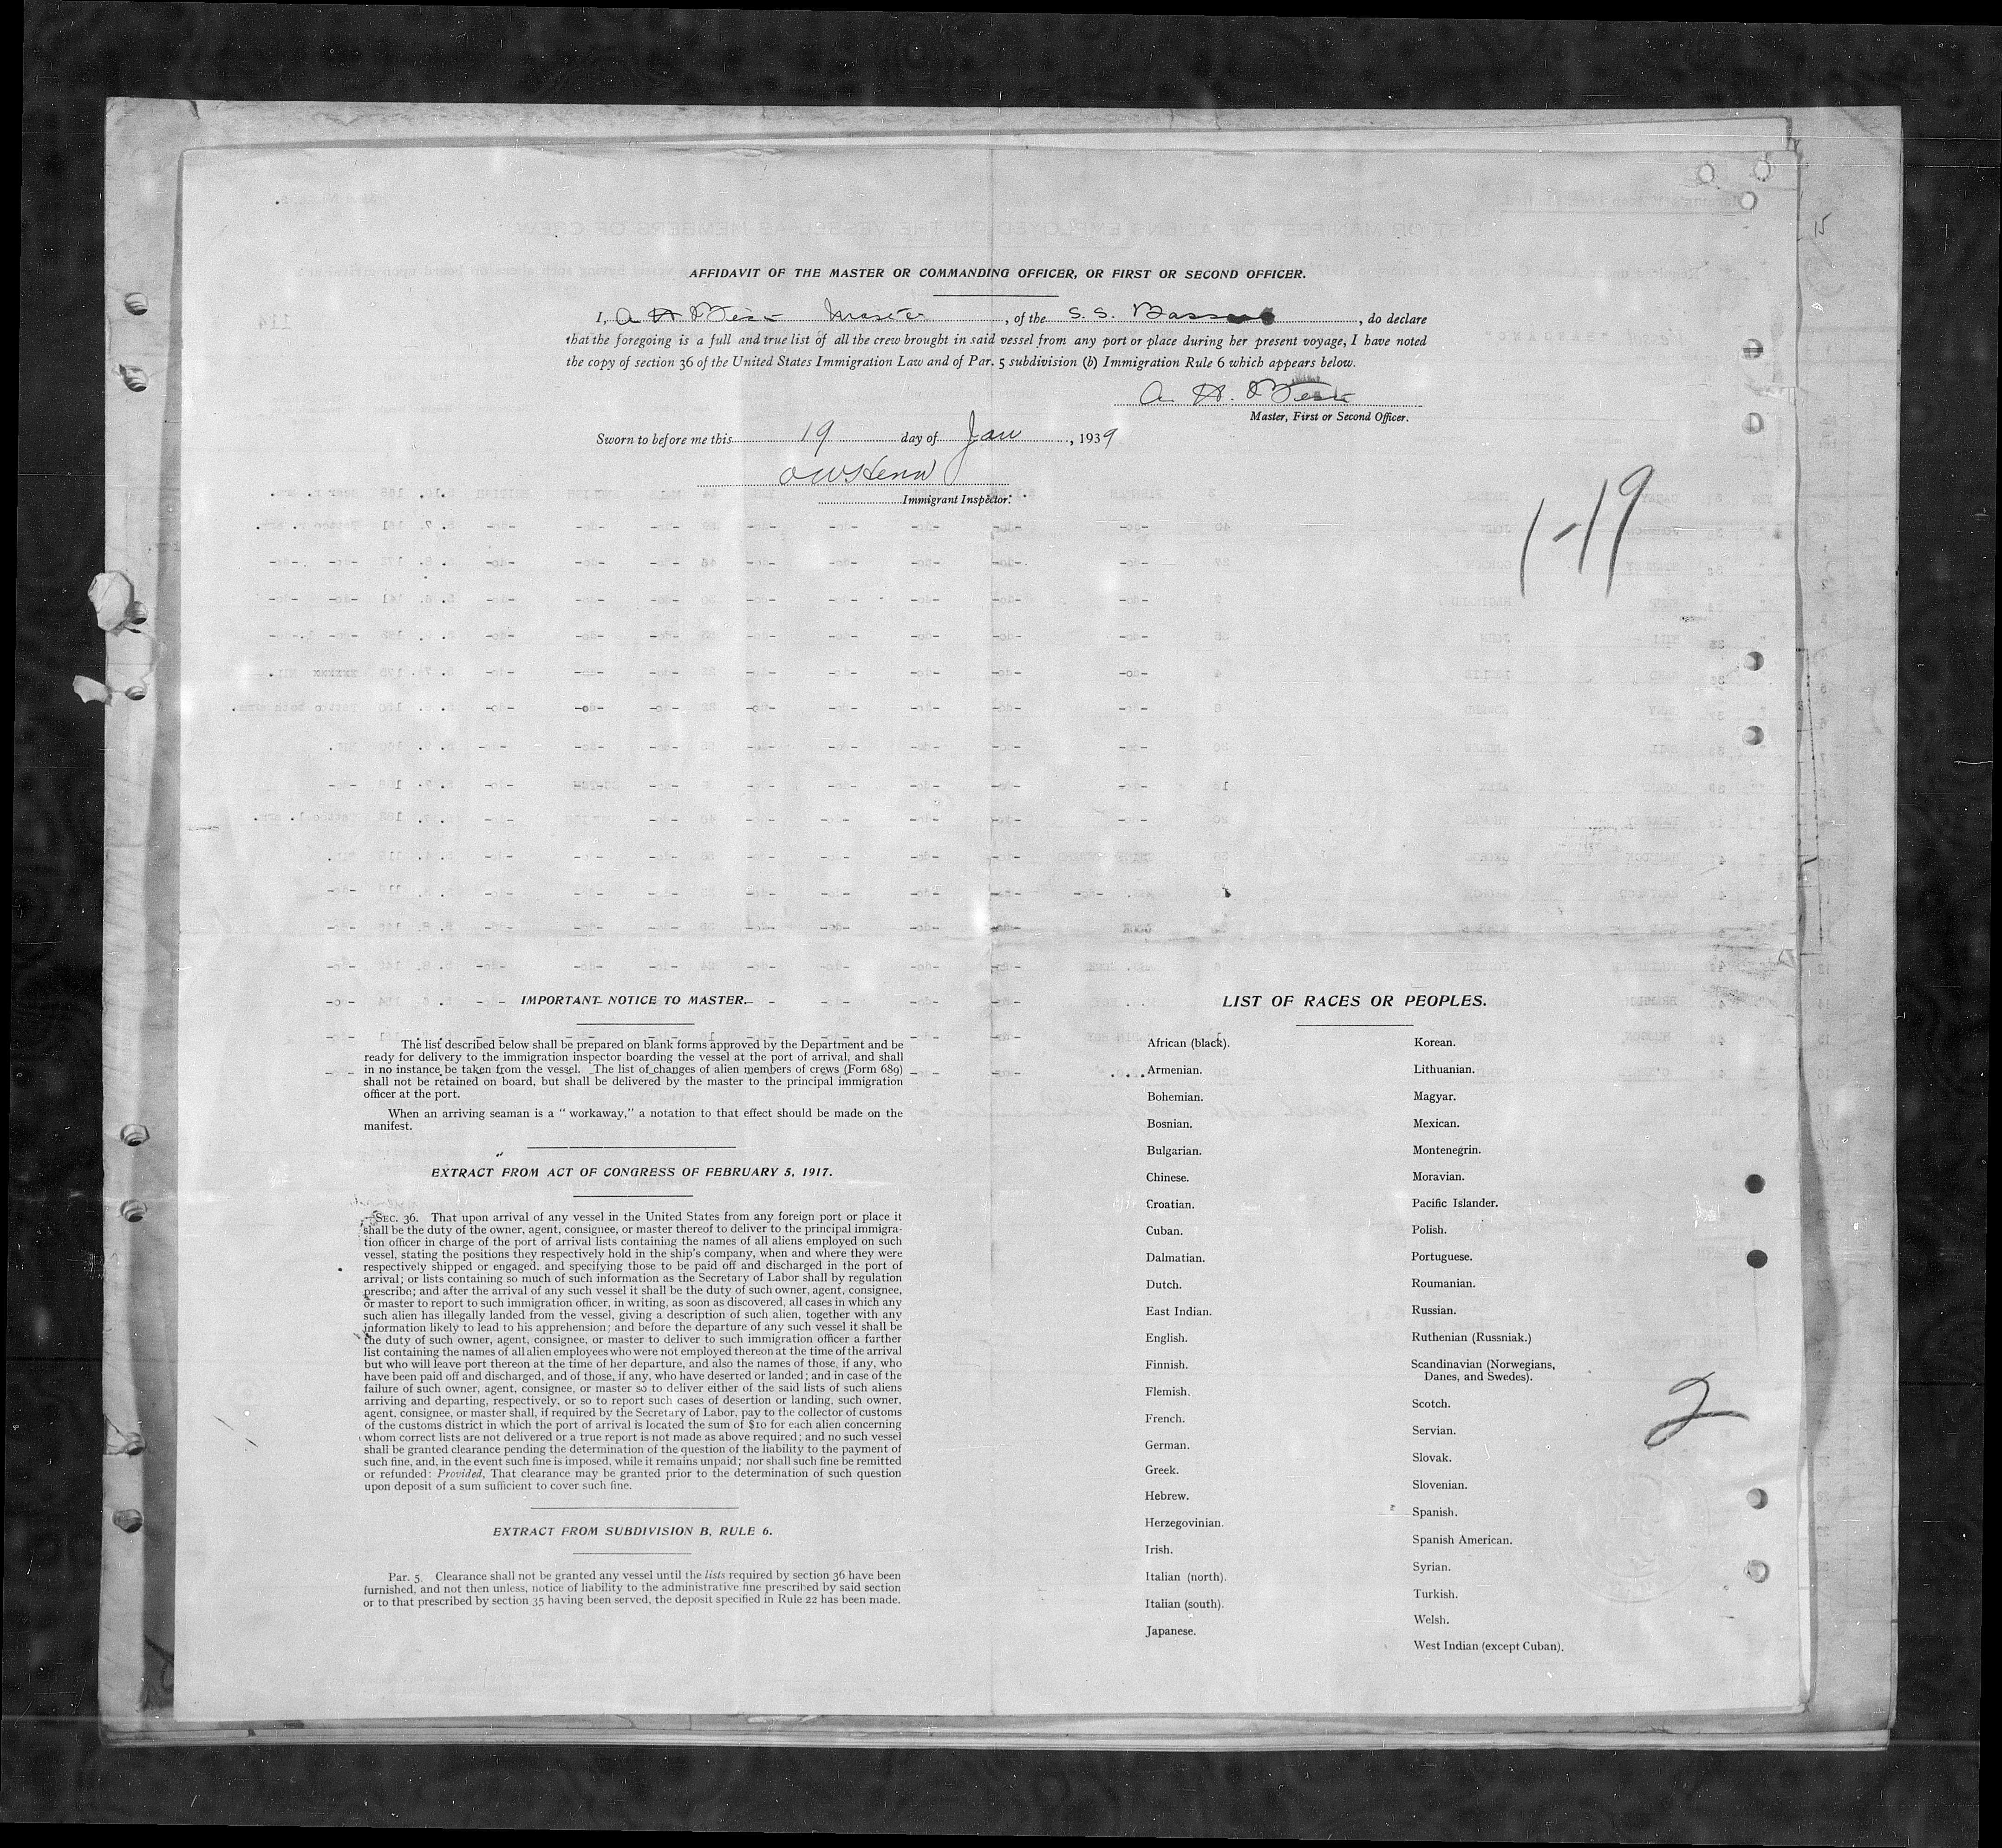 15
AFFIDAVIT OF THE MASTER OR COMMANDING OFFICER, OR FIRST OR SECOND OFFICER.
I, A H Master, of the S. S., do declare
that the foregoing is a full and true list of all the crew brought in said vessel from any port or place during her present voyage, I have noted
the copy of section 36 of the United States Immigration Law and of Par. 5 subdivision (b) Immigration Rule 6 which appears below.
A. H.
Master, First or Second Officer.
Sworn to before me this 19 day of Jan, 1939
Immigrant Inspector.
1-19
IMPORTANT NOTICE TO MASTER.
The list described below shall be prepared on blank forms approved by the Department and be
ready for delivery to the immigration inspector boarding the vessel at the port of arrival, and shall
in no instance be taken from the vessel. The list of changes of alien members of crews (Form 689)
shall not be retained on board, but shall be delivered by the master to the principal immigration
officer at the port.
When an arriving seaman is a "workaway," a notation to that effect should be made on the
manifest.
EXTRACT FROM ACT OF CONGRESS OF FEBRUARY 5, 1917.
SEC. 36. That upon arrival of any vessel in the United States from any foreign port or place it
shall be the duty of the owner, agent, consignee, or master thereof to deliver to the principal immigra-
tion officer in charge of the port of arrival lists containing the names of all aliens employed on such
vessel, stating the positions they respectively hold in the ship's company, when and where they were
respectively shipped or engaged. and specifying those to be paid off and discharged in the port of
arrival; or lists containing so much of such information as the Secretary of Labor shall by regulation
prescribe; and after the arrival of any such vessel it shall be the duty of such owner, agent, consignee,
or master to report to such immigration officer, in writing, as soon as discovered, all cases in which any
such alien has illegally landed from the vessel, giving a description of such alien, together with any
information likely to lead to his apprehension; and before the departure of any such vessel it shall be
the duty of such owner, agent, consignee, or master to deliver to such immigration officer a further
list containing the names of all alien employees who were not employed thereon at the time of the arrival
but who will leave port thereon at the time of her departure, and also the names of those, if any, who
have been paid off and discharged, and of those, if any, who have deserted or landed; and in case of the
failure of such owner, agent, consignee, or master so to deliver either of the said lists of such aliens
arriving and departing, respectively, or so to report such cases of desertion or landing, such owner,
agent, consignee, or master shall, if required by the Secretary of Labor, pay to the collector of customs
of the customs district in which the port of arrival is located the sum of $10 for each alien concerning
whom correct lists are not delivered or a true report is not made as above required; and no such vessel
shall be granted clearance pending the determination of the question of the liability to the payment of
such fine, and, in the event such fine is imposed, while it remains unpaid; nor shall such fine be remitted
or refunded: Provided, That clearance may be granted prior to the determination of such question
upon deposit of a sum sufficient to cover such fine.
EXTRACT FROM SUBDIVISION B, RULE 6.
Par. 5. Clearance shall not be granted any vessel until the lists required by section 36 have been
furnished, and not then unless, notice of liability to the administrative fine prescribed by said section
or to that prescribed by section 35 having been served, the deposit specified in Rule 22 has been made.
LIST OF RACES OR PEOPLES.
African (black).
Armenian.
Bohemian.
Bosnian.
Bulgarian.
Chinese.
Croatian.
Cuban.
Dalmatian.
Dutch.
East Indian.
English.
Finnish.
Flemish.
French.
German.
Greek.
Hebrew.
Herzegovinian.
Irish.
Italian (north).
Italian (south).
Japanese.
Korean.
Lithuanian.
Magyar.
Mexican.
Montenegrin.
Moravian.
Pacific Islander.
Polish.
Portuguese.
Roumanian.
Russian.
Ruthenian (Russniak.)
Scandinavian (Norwegians,
Danes, and Swedes).
Scotch.
Servian.
Slovak.
Slovenian.
Spanish.
Spanish American.
Syrian.
Turkish.
Welsh.
West Indian (except Cuban).
2